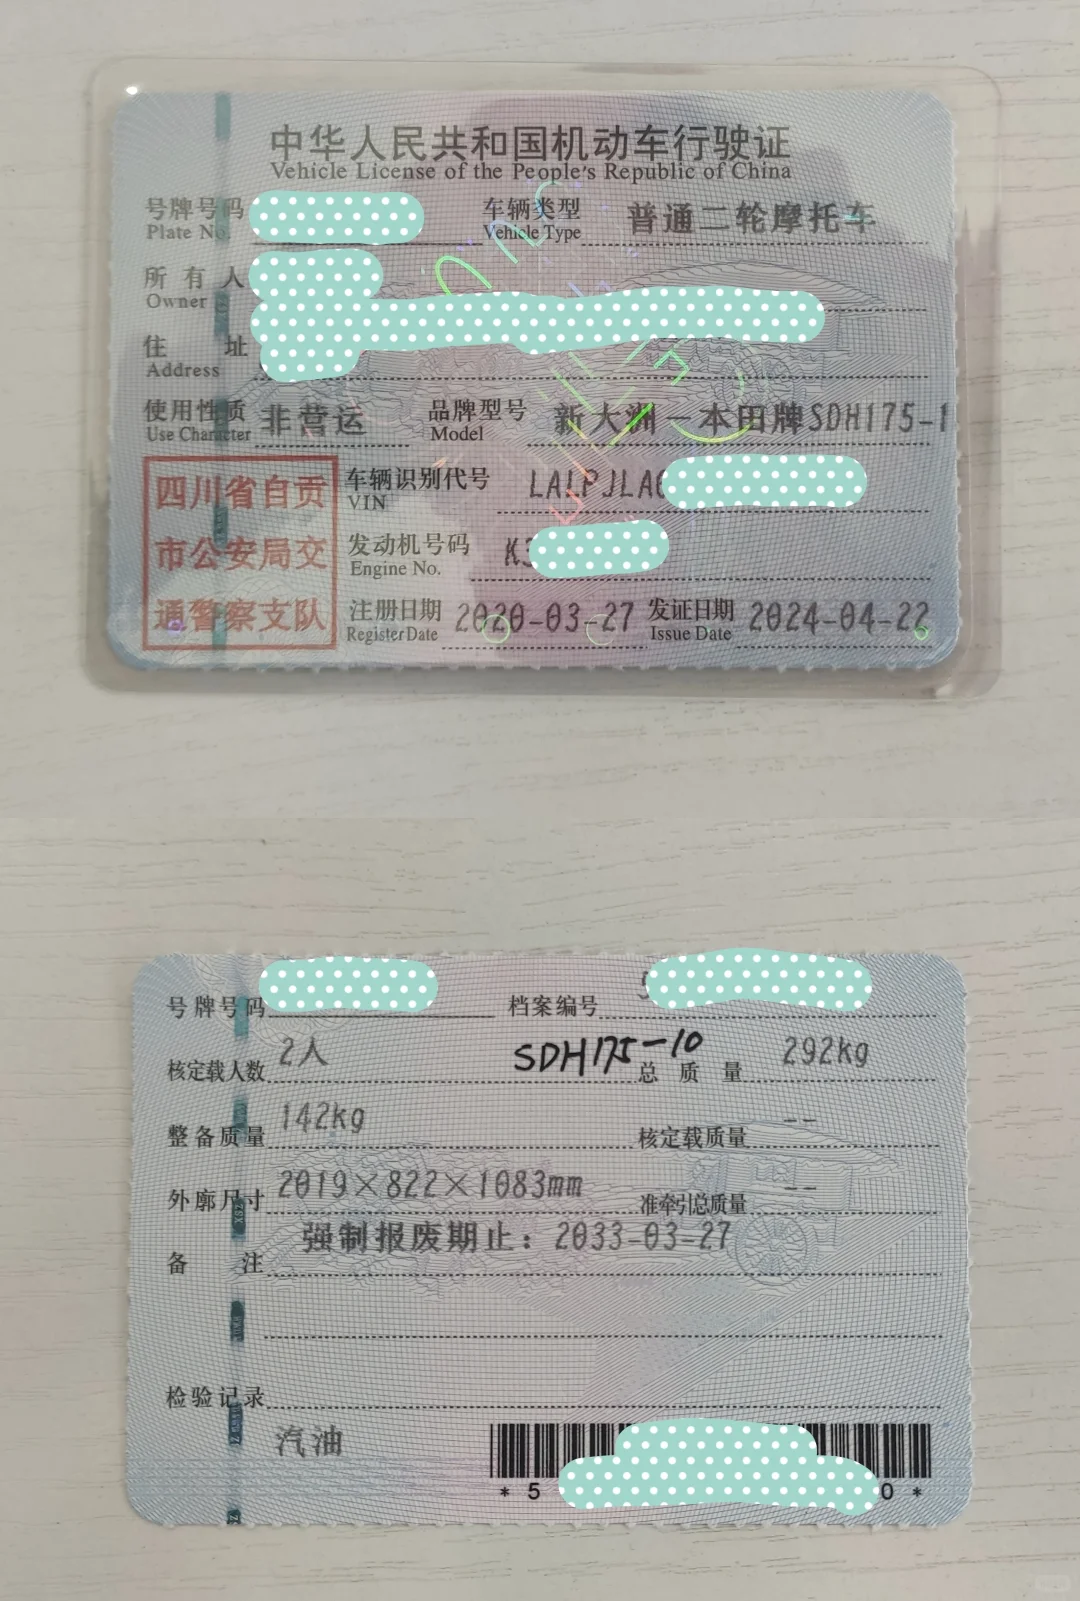 中华人民共和国机动车行驶证
Vehicle License of the People's Republic of China
号牌号码 Plate No. 车辆类型 Vehicle Type 普通二轮摩托车
所有人 Owner
住址 Address
使用性质 Use Character 非营运 品牌型号 Model 新大洲－本田牌SDH175-1
四川省自贡
市公安局交
通警察支队
车辆识别代号 VIN LALPJLA
发动机号码 Engine No. K3
注册日期 Register Date 2020-03-27 发证日期 Issue Date 2024-04-22
号牌号码 档案编号
核定载人数 2人 SDH175-10 总质量 292kg
整备质量 142kg 核定载质量 --
外廓尺寸 2019×822×1083mm 准牵引总质量 --
备注 强制报废期止：2033-03-27
检验记录
汽油
* 5 0 *